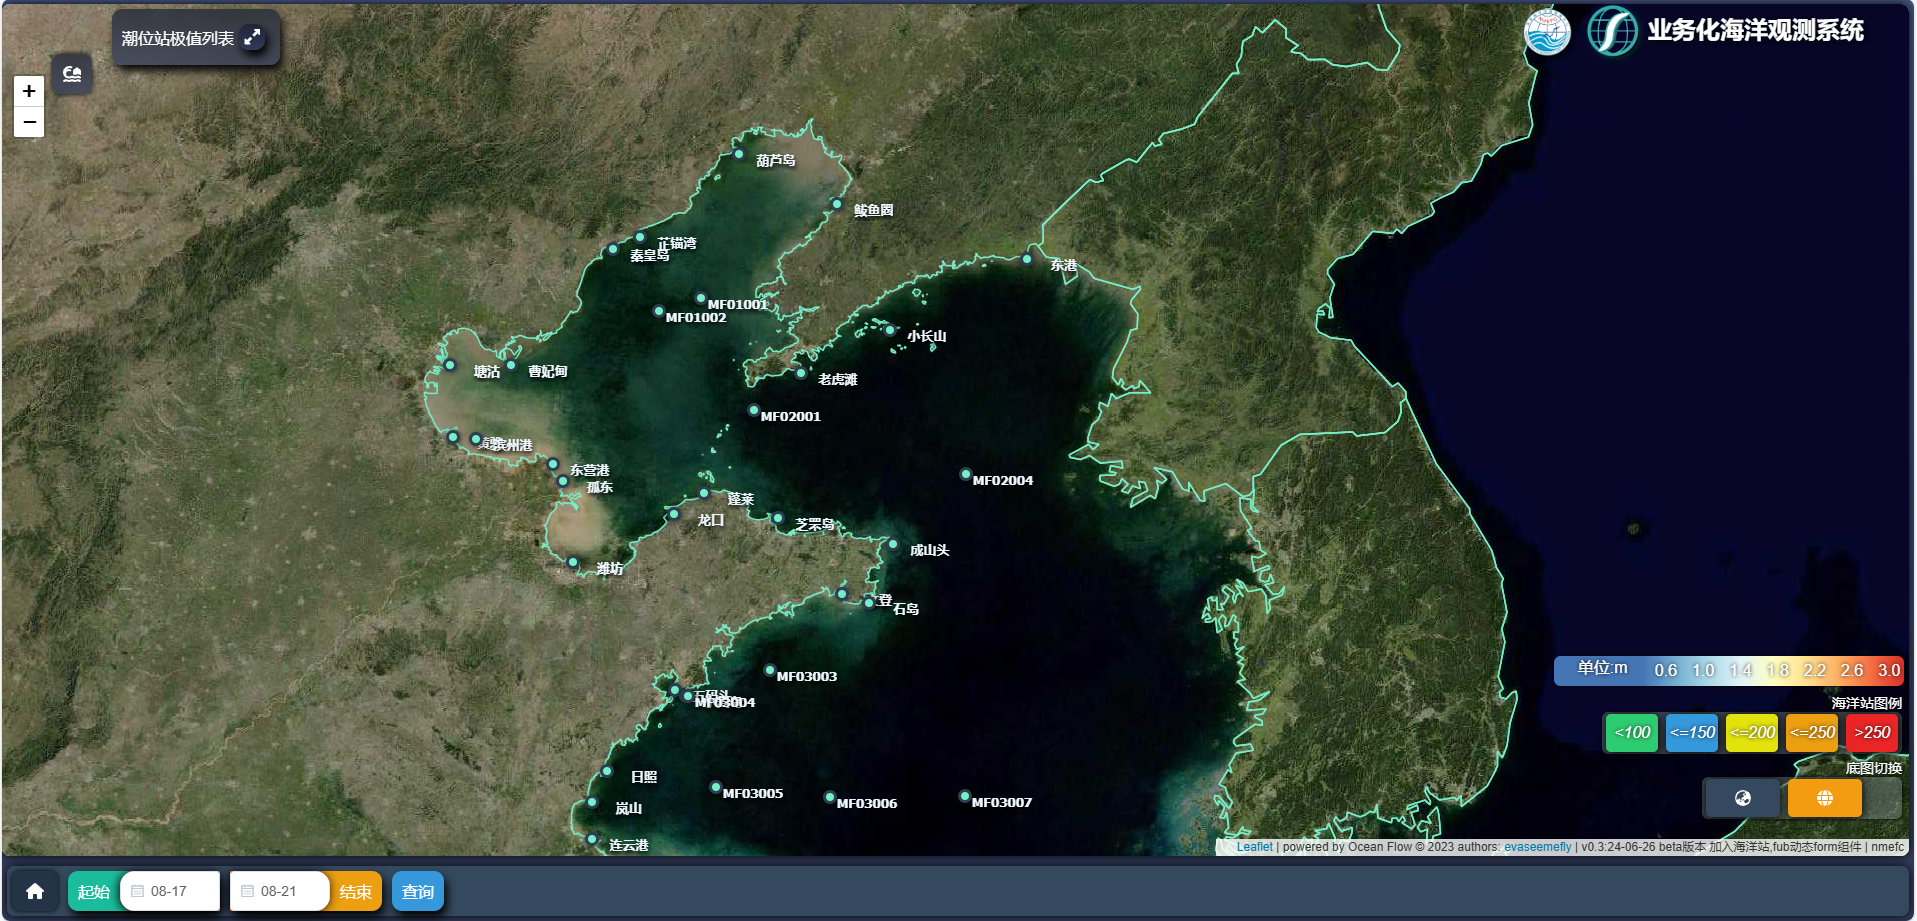 潮位站极值列表
业务化海洋观测系统
+
−
葫芦岛
鲅鱼圈
芷锚湾
秦皇岛
东港
MF01001
MF01002
小长山
塘沽
曹妃甸
老虎滩
MF02001
滨州港
东营港
孤东
MF02004
蓬莱
龙口
芝罘岛
成山头
潍坊
登
石岛
MF03003
MF03004
日照
MF05005
MF03006
MF03007
岚山
连云港
单位:m 0.6 1.0 1.4 1.8 2.2 2.6 3.0
海洋站图例
<100 <=150 <=200 <=250 >250
底图切换
Leaflet | powered by Ocean Flow © 2023 authors: evaseemefly | v0.3:24-06-26 beta版本 加入海洋站,fub动态form组件 | nmefc
起始 08-17 08-21 结束 查询